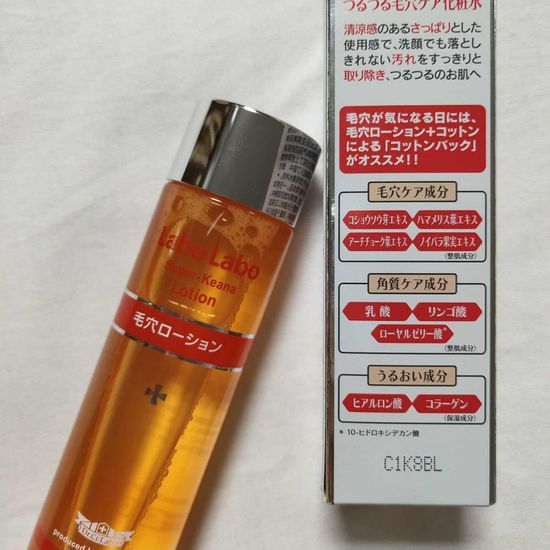 Labo Labo
Super-Keana
Lotion
毛穴ローション
Dr.Ci:Labo
produced
つるつる毛穴ケア化粧水
清涼感のあるさっぱりとした
使用感で、洗顔でも落とし
きれない汚れをすっきりと
取り除き、つるつるのお肌へ
毛穴が気になる日には、
毛穴ローション+コットン
による「コットンパック」
がオススメ!!
毛穴ケア成分
コショウソウ芽エキス ハマメリス葉エキス
アーチチョーク葉エキス ノイバラ果実エキス
(整肌成分)
角質ケア成分
乳酸 リンゴ酸
ローヤルゼリー酸*
(整肌成分)
うるおい成分
ヒアルロン酸 コラーゲン
(保湿成分)
* 10-ヒドロキシデカン酸
C1K8BL